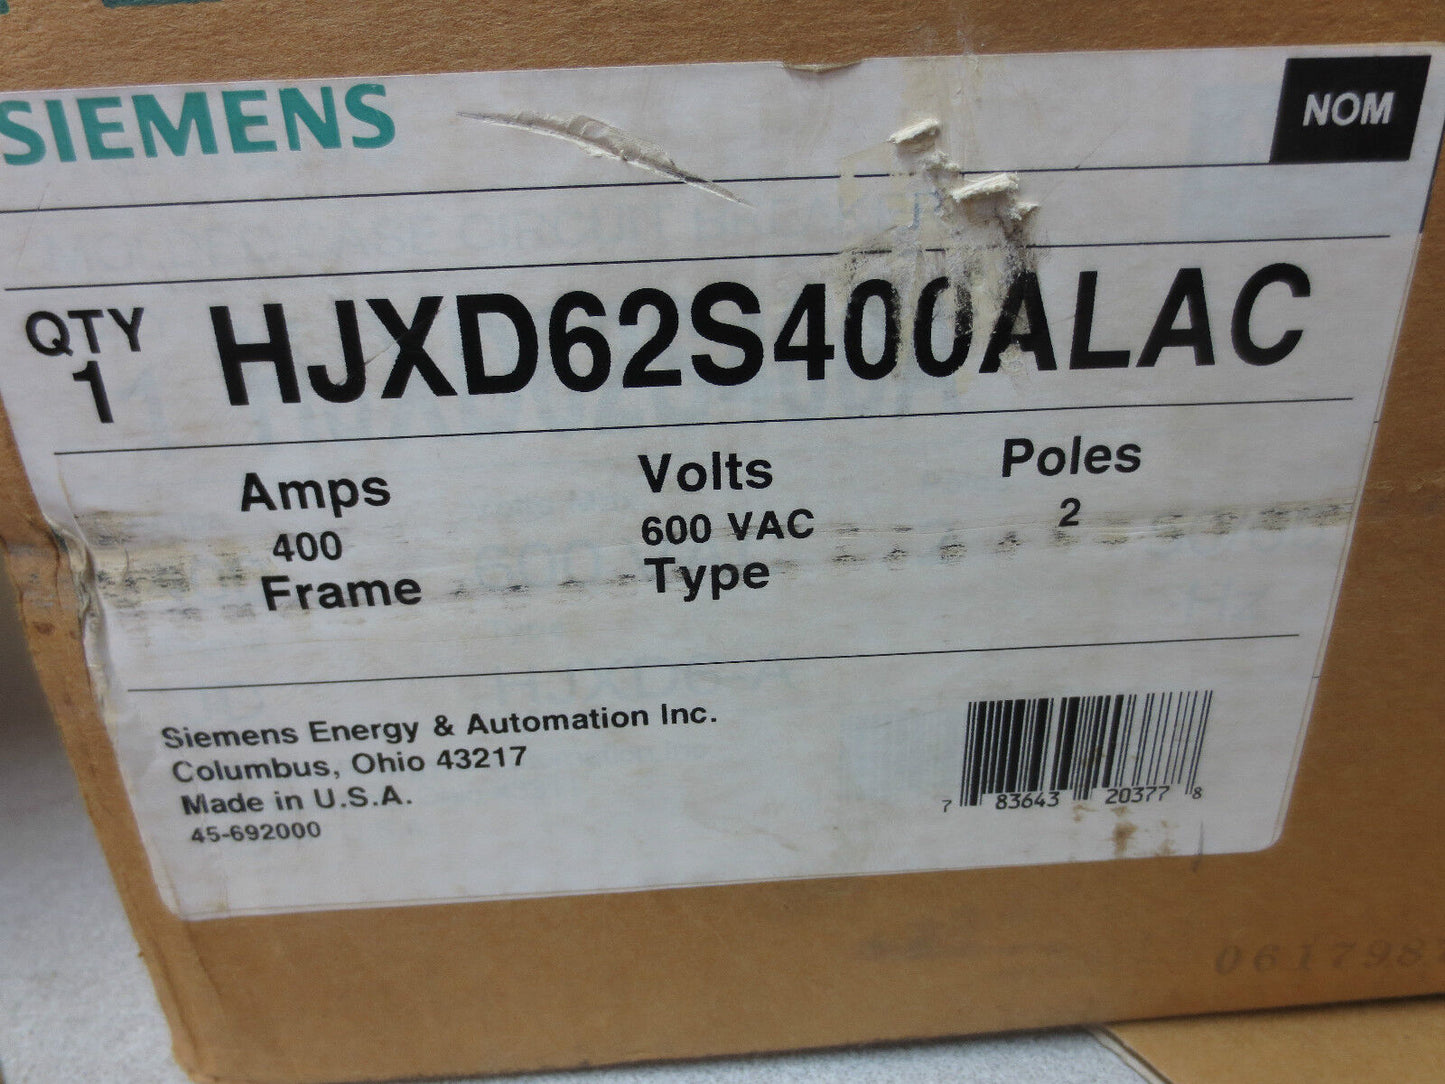 SIEMENS
NOM
QTY
1
HJXD62S400ALAC
Amps Volts Poles
400 600 VAC 2
Frame Type
Siemens Energy & Automation Inc.
Columbus, Ohio 43217
Made in U.S.A.
45-692000
7 83643 20377 8